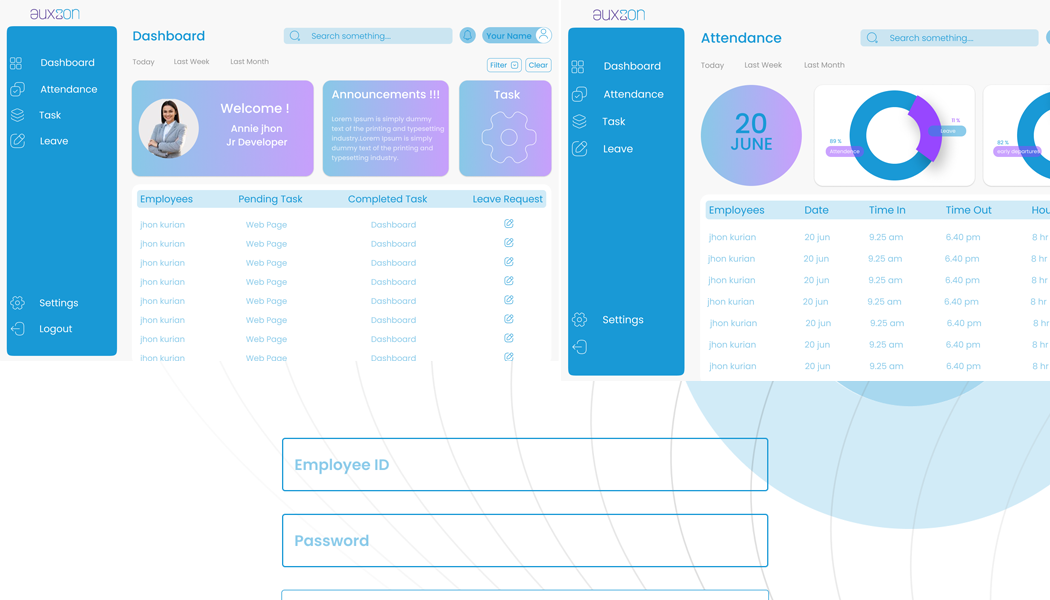 auxson
Dashboard
Search something...
Your Name
Today
Last Week
Last Month
Filter
Clear
Dashboard
Attendance
Task
Leave
Settings
Logout
Welcome !
Annie jhon
Jr Developer
Announcements !!!
Lorem Ipsum is simply dummy
text of the printing and typesetting
industry.Lorem Ipsum is simply
dummy text of the printing and
typesetting industry.
Task
Employees Pending Task Completed Task Leave Request
jhon kurian Web Page Dashboard
jhon kurian Web Page Dashboard
jhon kurian Web Page Dashboard
jhon kurian Web Page Dashboard
jhon kurian Web Page Dashboard
jhon kurian Web Page Dashboard
jhon kurian Web Page Dashboard
jhon kurian Web Page Dashboard
auxson
Attendance
Search something...
Today
Last Week
Last Month
Dashboard
Attendance
Task
Leave
Settings
20
JUNE
11 %
Leave
89 %
Attendance
82 %
early departures
Employees Date Time In Time Out Hou
jhon kurian 20 jun 9.25 am 6.40 pm 8 hr
jhon kurian 20 jun 9.25 am 6.40 pm 8 hr
jhon kurian 20 jun 9.25 am 6.40 pm 8 hr
jhon kurian 20 jun 9.25 am 6.40 pm 8 hr
jhon kurian 20 jun 9.25 am 6.40 pm 8 hr
jhon kurian 20 jun 9.25 am 6.40 pm 8 hr
jhon kurian 20 jun 9.25 am 6.40 pm 8 hr
Employee ID
Password